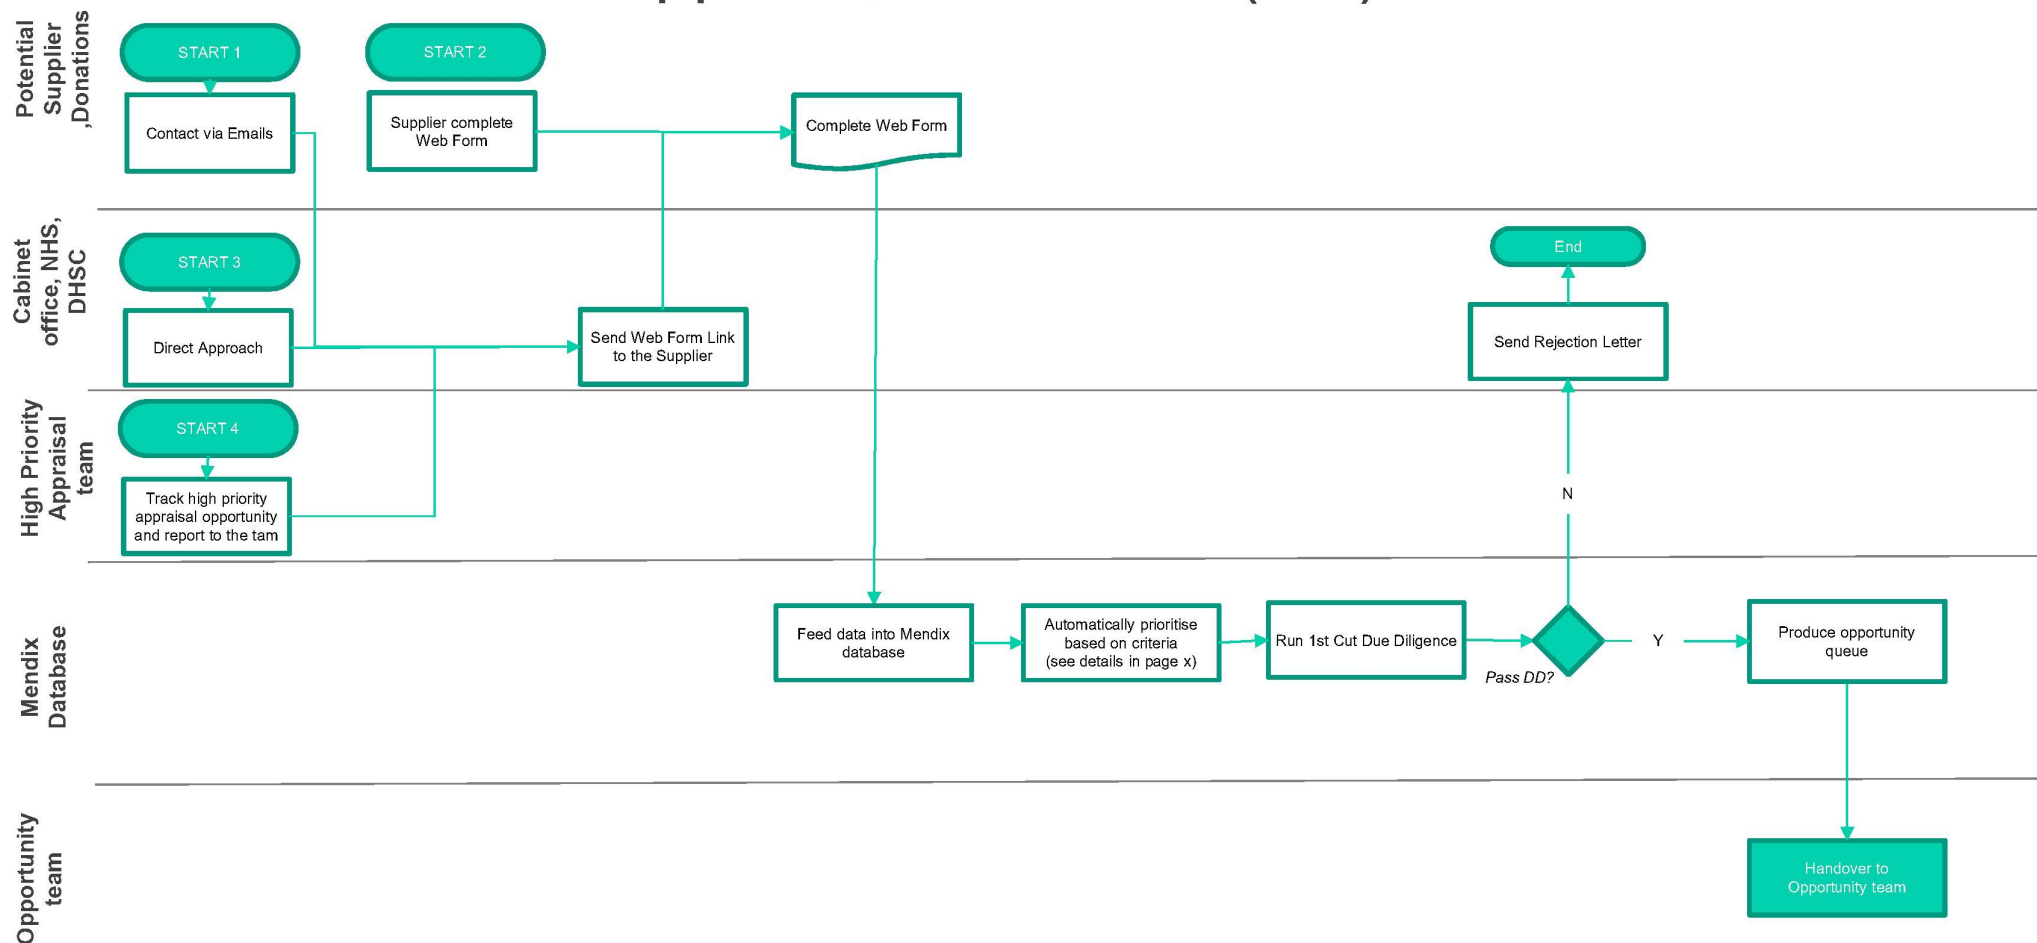 Potential
Supplier
,Donations
START 1
START 2
Contact via Emails
Supplier complete
Web Form
Complete Web Form
Cabinet
office, NHS,
DHSC
START 3
Direct Approach
Send Web Form Link
to the Supplier
End
Send Rejection Letter
High Priority
Appraisal
team
START 4
Track high priority
appraisal opportunity
and report to the tam
N
Mendix
Database
Feed data into Mendix
database
Automatically prioritise
based on criteria
(see details in page x)
Run 1st Cut Due Diligence
Pass DD?
Y
Produce opportunity
queue
Opportunity
team
Handover to
Opportunity team